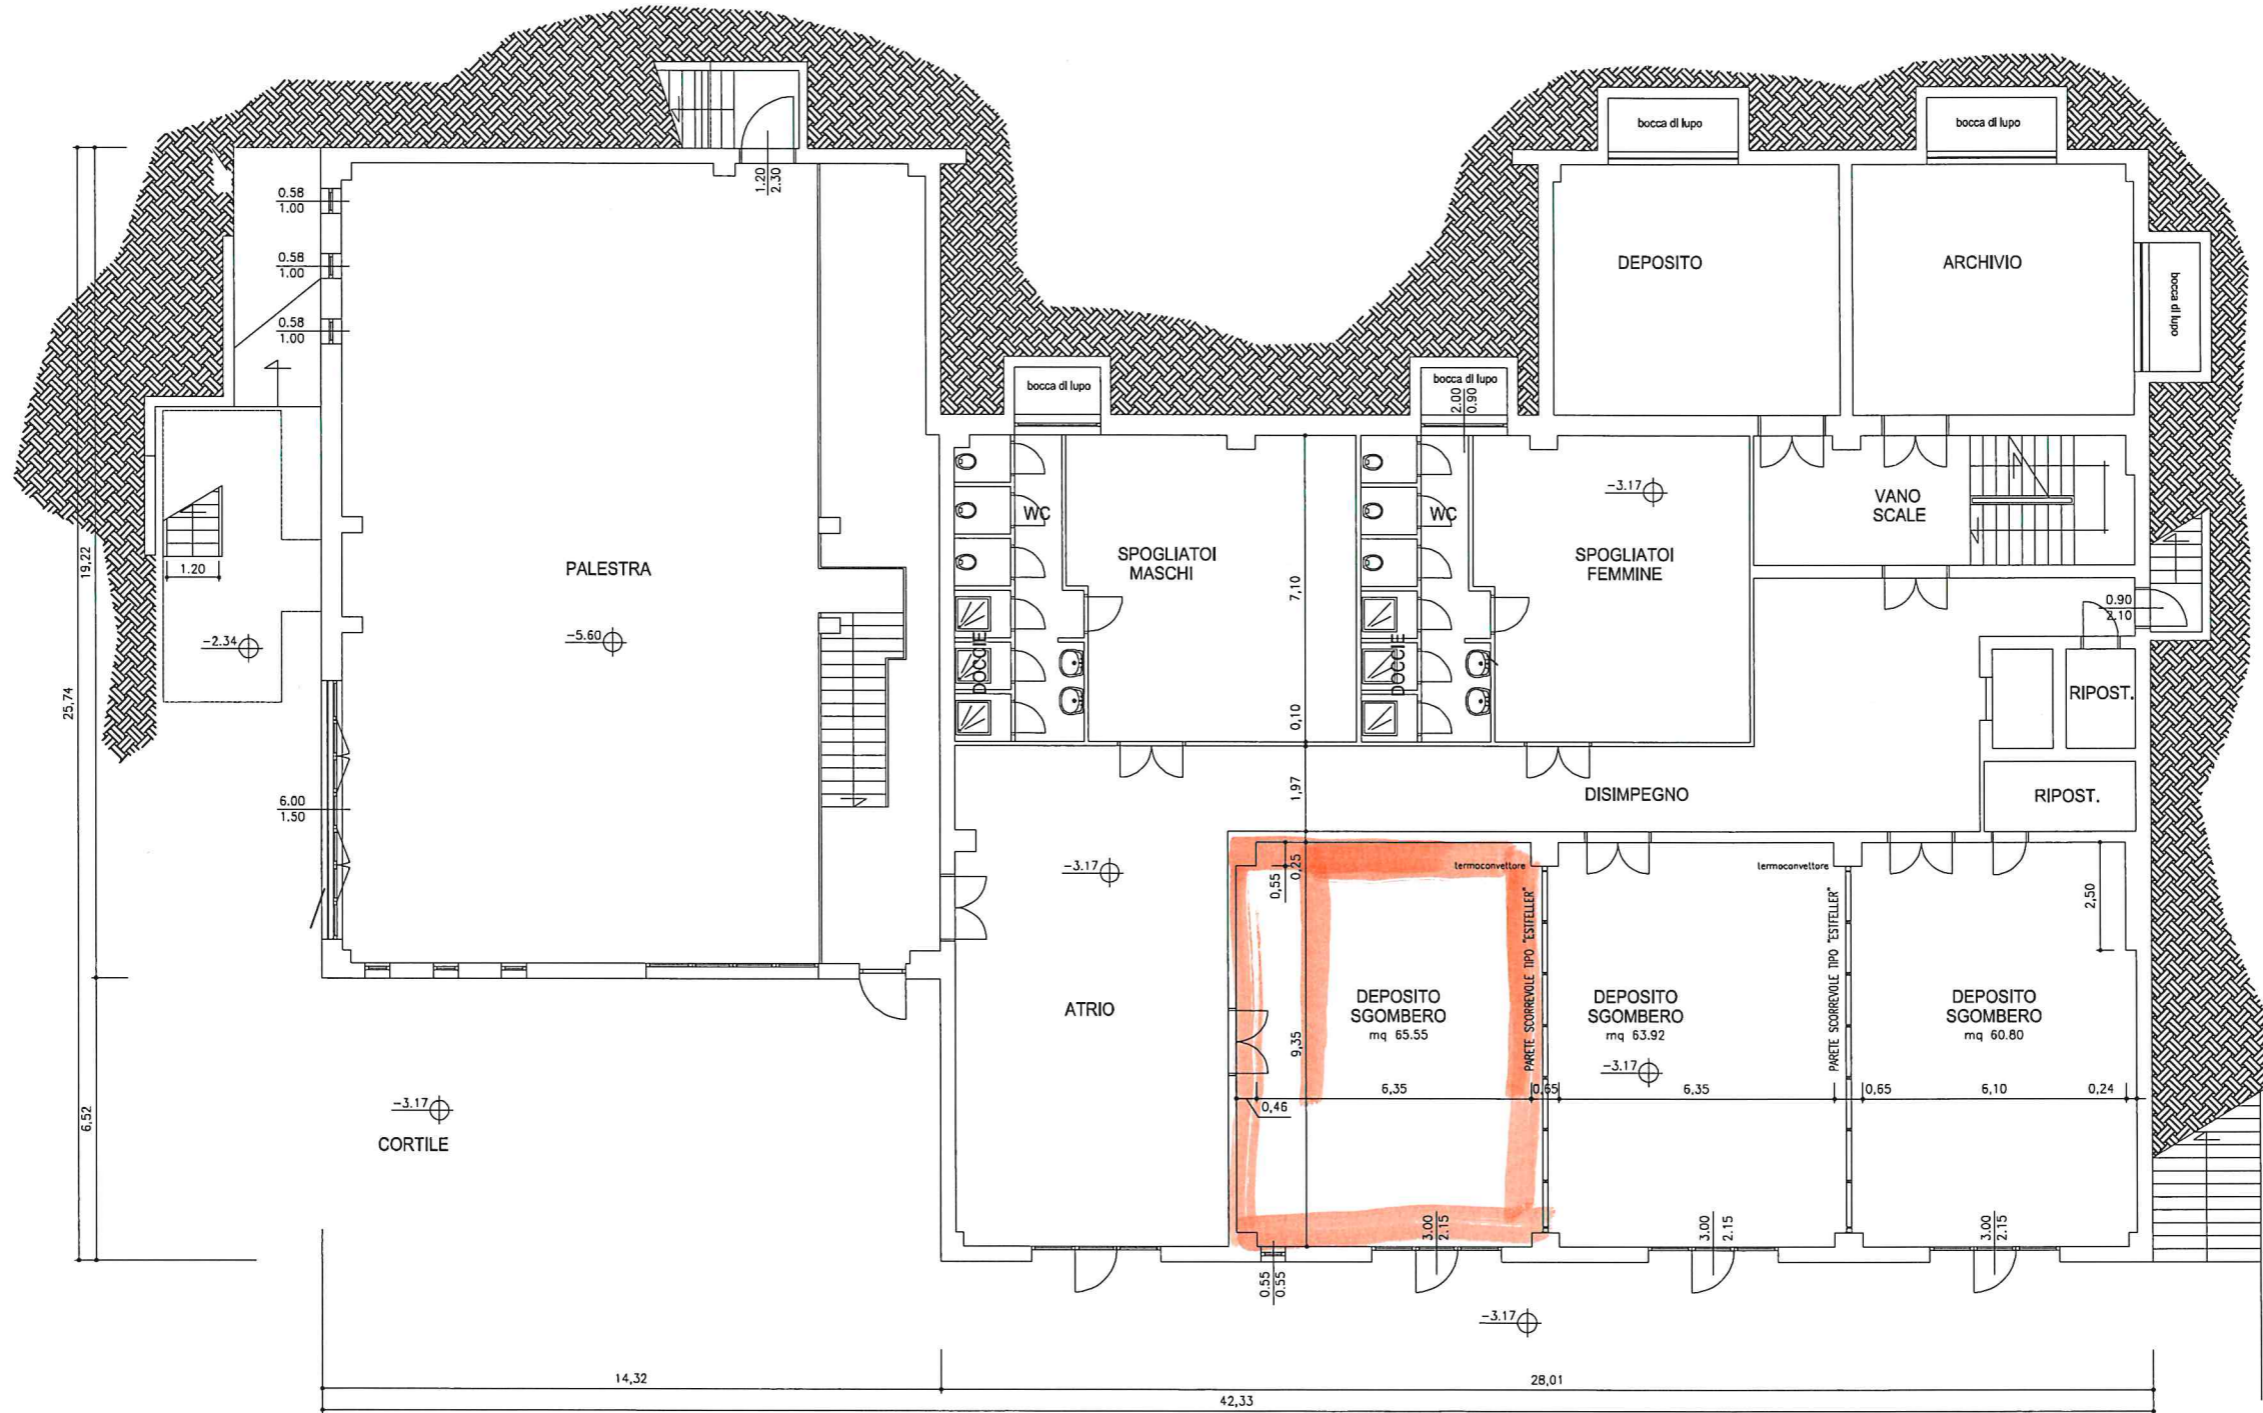 bocca di lupo
bocca di lupo
1.20
2.30
0.58
1.00
0.58
1.00
0.58
1.00
DEPOSITO
ARCHIVIO
bocca di lupo
bocca di lupo
bocca di lupo
2.00
0.90
WC
WC
-3.17
VANO
SCALE
SPOGLIATOI
MASCHI
SPOGLIATOI
FEMMINE
PALESTRA
19,22
1.20
7,10
0.90
2.10
-2.34
-5.60
DOCCIE
DOCCIE
25,74
RIPOST.
0,10
6.00
1.50
1,97
DISIMPEGNO
RIPOST.
-3.17
0,55
0,25
termoconvettore
termoconvettore
2,50
PARETE SCORREVOLE TIPO "ESTFELLER"
PARETE SCORREVOLE TIPO "ESTFELLER"
ATRIO
9,35
DEPOSITO
SGOMBERO
mq 65.55
DEPOSITO
SGOMBERO
mq 63.92
DEPOSITO
SGOMBERO
mq 60.80
-3.17
6,35
0,65
6,35
0,65
6,10
0,24
0,46
-3.17
CORTILE
6,52
3.00
2.15
3.00
2.15
3.00
2.15
0.55
0.55
-3.17
14,32
28,01
42,33